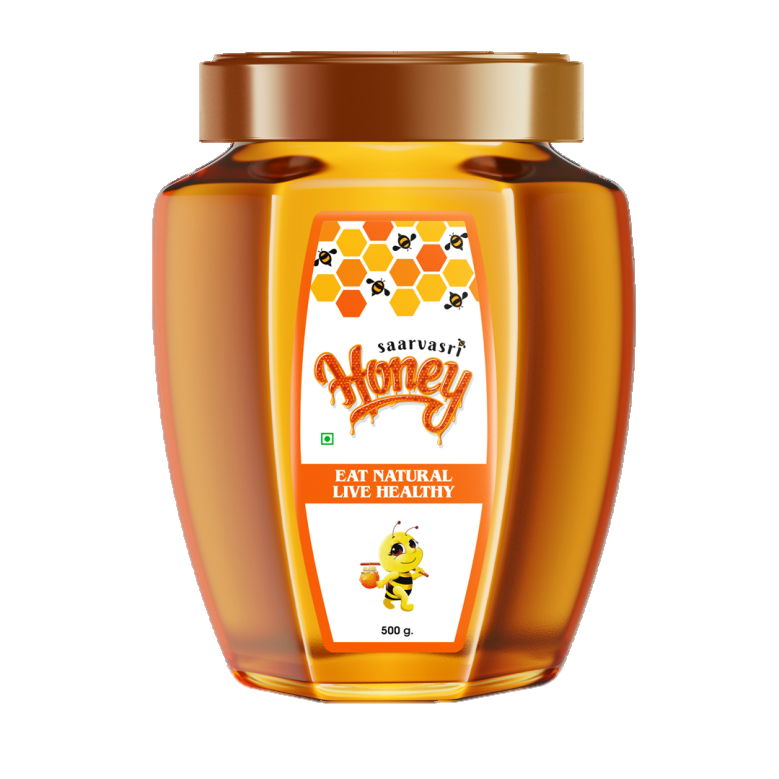 saarvasri
Honey
EAT NATURAL
LIVE HEALTHY
500 g.